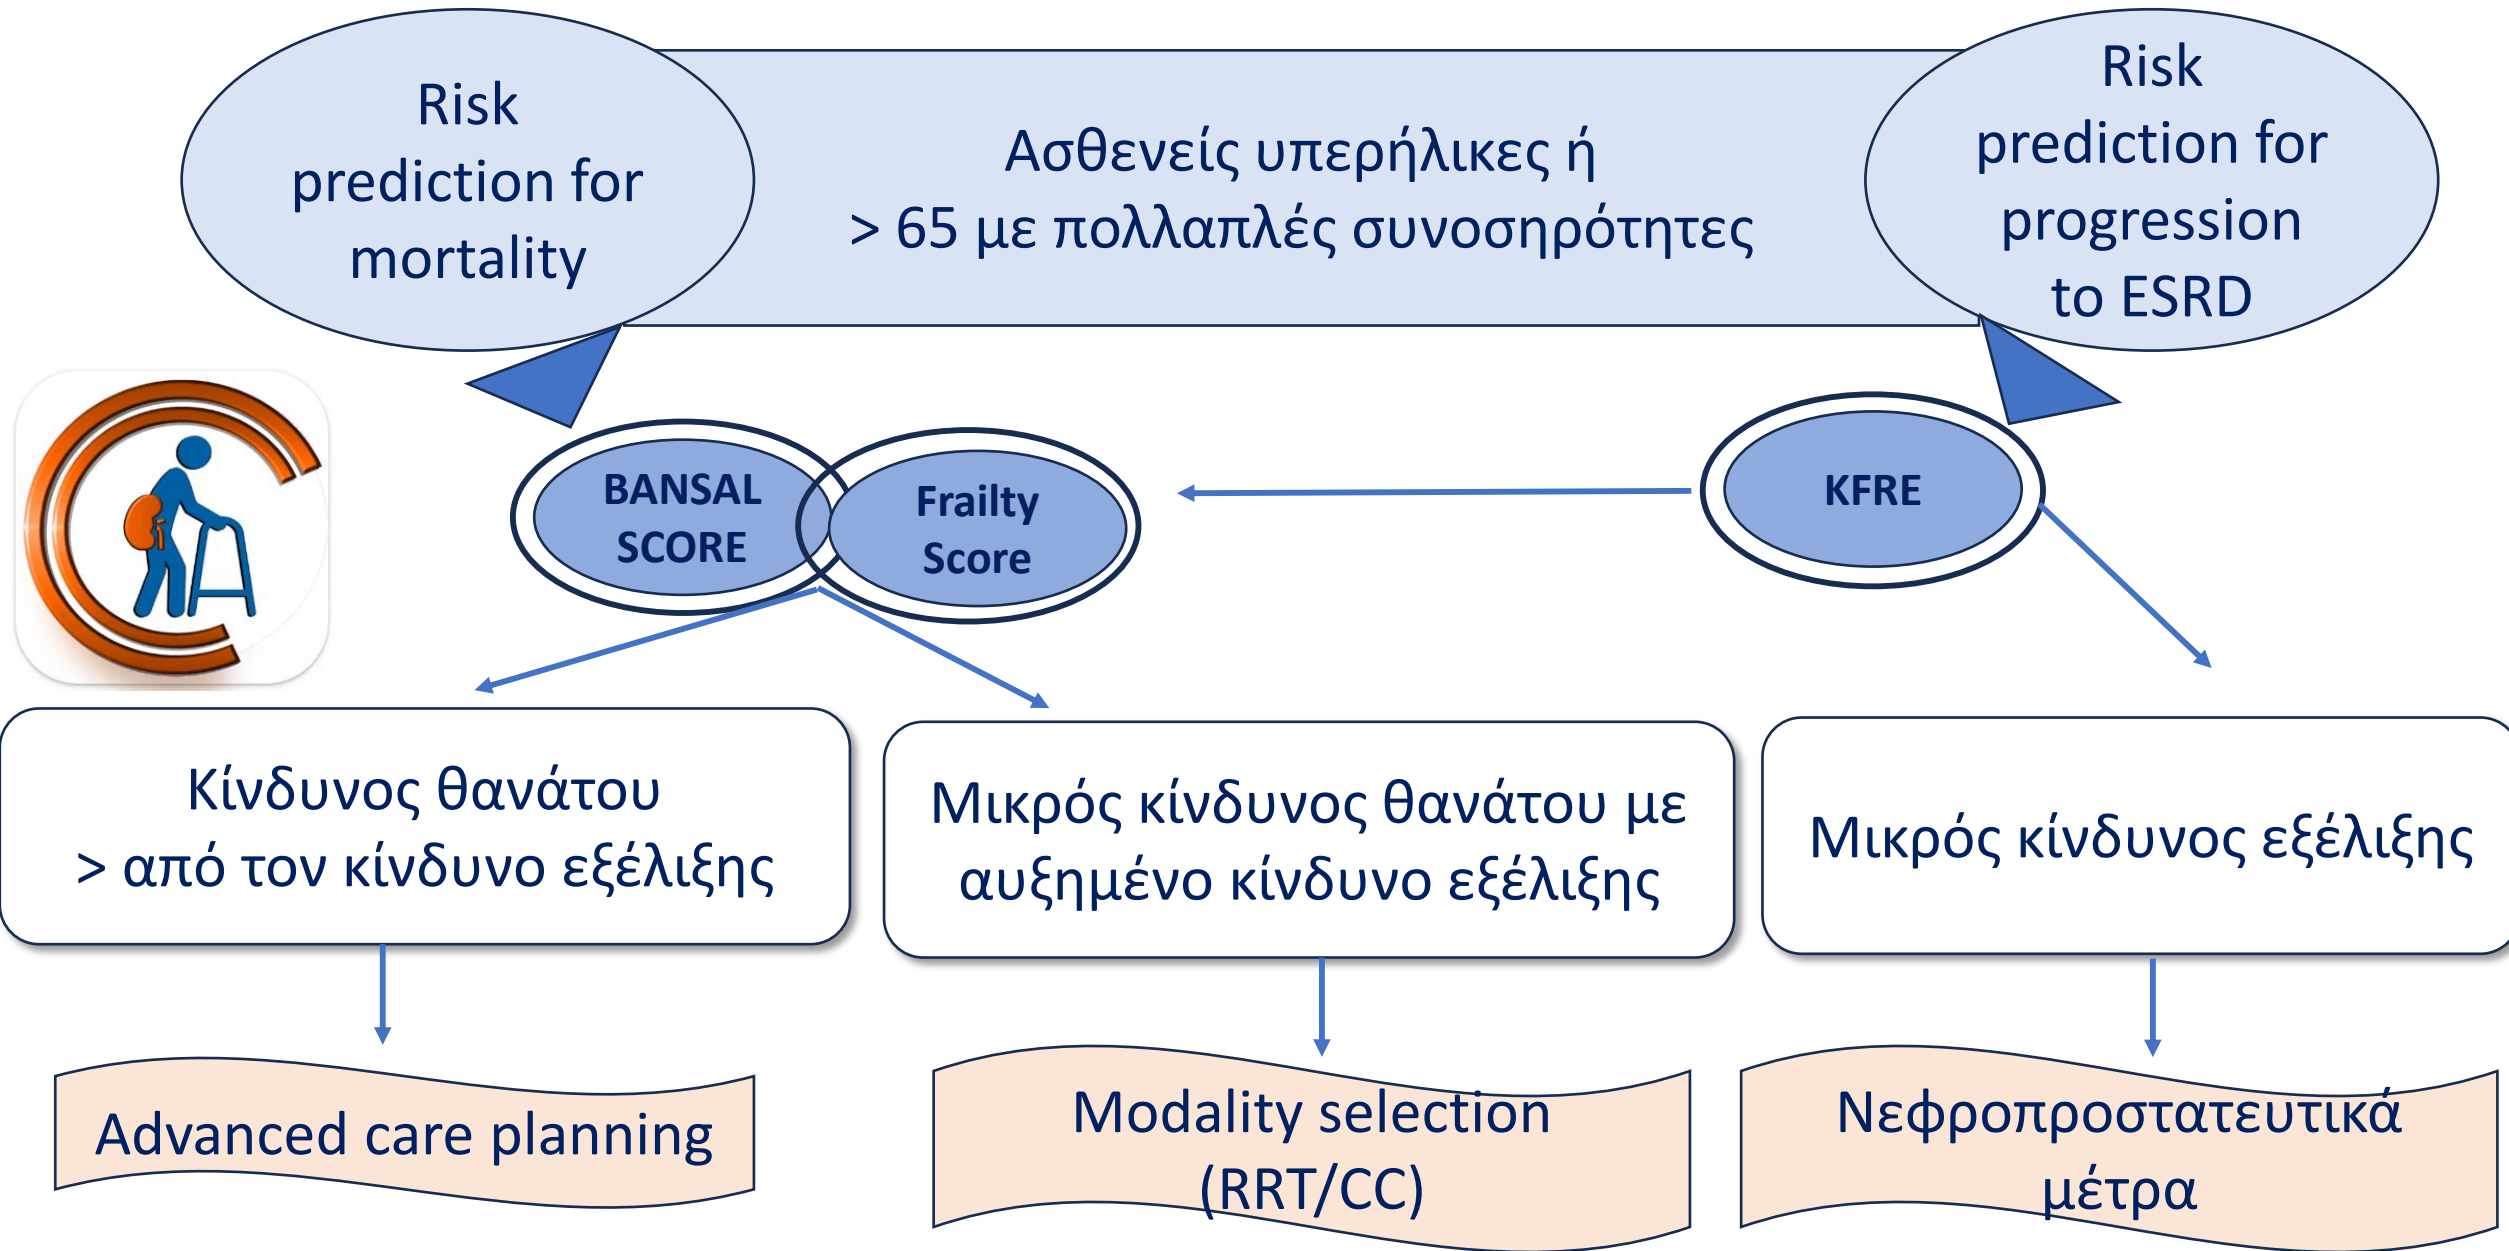 Risk
prediction for
mortality
Ασθενείς υπερήλικες ή
> 65 με πολλαπλές συνοσηρότητες
Risk
prediction for
progression
to ESRD
BANSAL
SCORE
Frailty
Score
KFRE
Κίνδυνος θανάτου
> από τον κίνδυνο εξέλιξης
Μικρός κίνδυνος θανάτου με
αυξημένο κίνδυνο εξέλιξης
Μικρός κίνδυνος εξέλιξης
Advanced care planning
Modality selection
(RRT/CC)
Νεφροπροστατευτικά
μέτρα